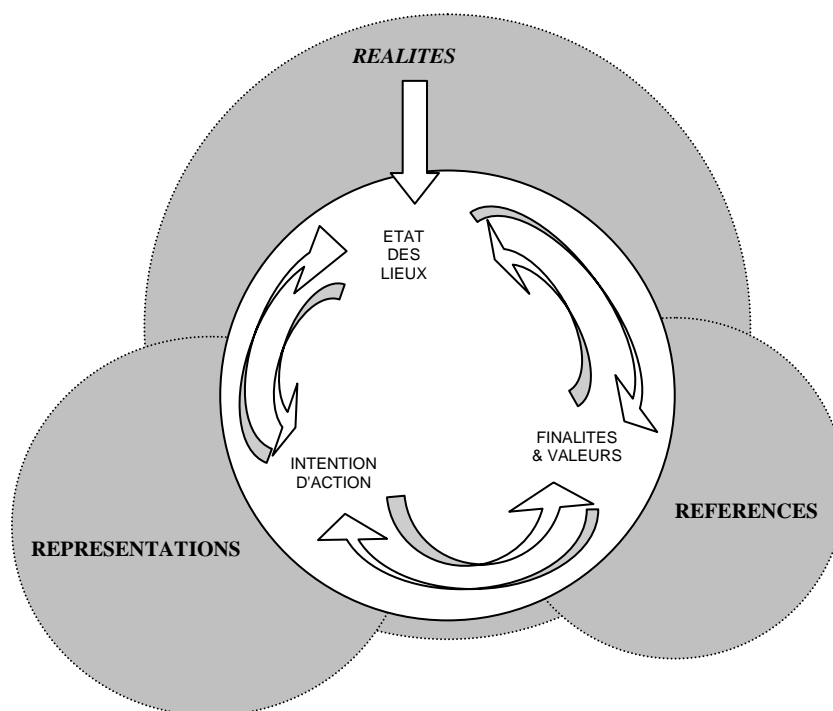 REALITES
ETAT
DES
LIEUX
FINALITES
& VALEURS
INTENTION
D'ACTION
REFERENCES
REPRESENTATIONS